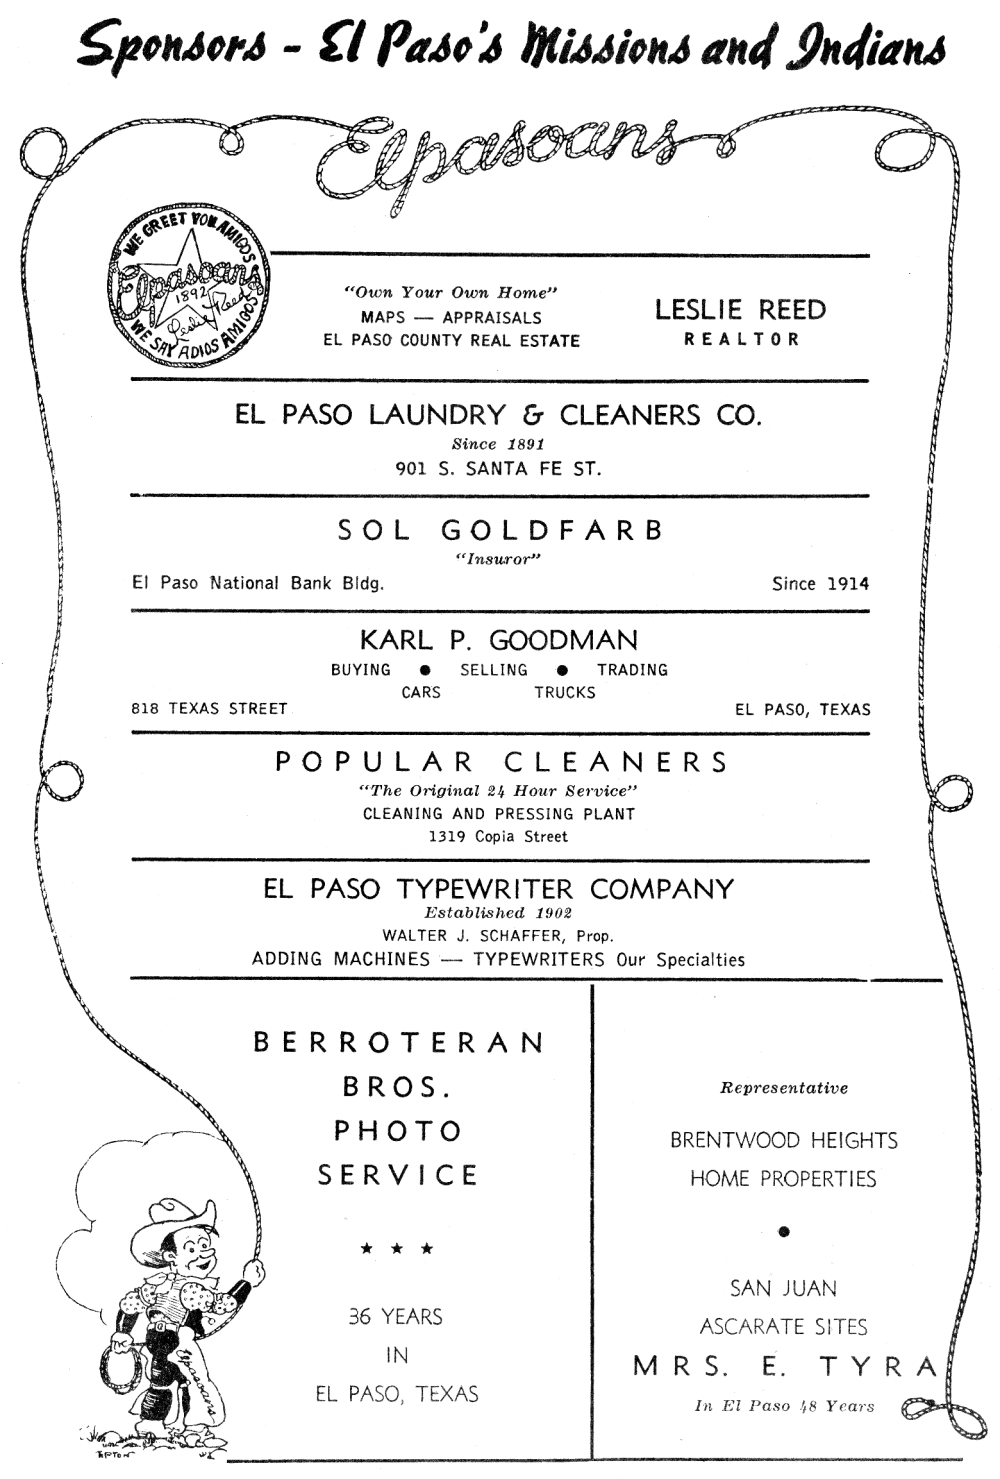 Sponsors - El Paso's Missions and Indians
Elpasoans
WE GREET YOU AMIGOS
Elpasoans
1892
Leslie Reed
WE SAY ADIOS AMIGOS
"Own Your Own Home"
MAPS — APPRAISALS
EL PASO COUNTY REAL ESTATE
LESLIE REED
REALTOR
EL PASO LAUNDRY & CLEANERS CO.
Since 1891
901 S. SANTA FE ST.
SOL GOLDFARB
"Insuror"
El Paso National Bank Bldg.
Since 1914
KARL P. GOODMAN
BUYING ● SELLING ● TRADING
CARS TRUCKS
818 TEXAS STREET
EL PASO, TEXAS
POPULAR CLEANERS
"The Original 24 Hour Service"
CLEANING AND PRESSING PLANT
1319 Copia Street
EL PASO TYPEWRITER COMPANY
Established 1902
WALTER J. SCHAFFER, Prop.
ADDING MACHINES — TYPEWRITERS Our Specialties
BERROTERAN
BROS.
PHOTO
SERVICE
★ ★ ★
36 YEARS
IN
EL PASO, TEXAS
Representative
BRENTWOOD HEIGHTS
HOME PROPERTIES
●
SAN JUAN
ASCARATE SITES
MRS. E. TYRA
In El Paso 48 Years
Elpasoans
TIPTON